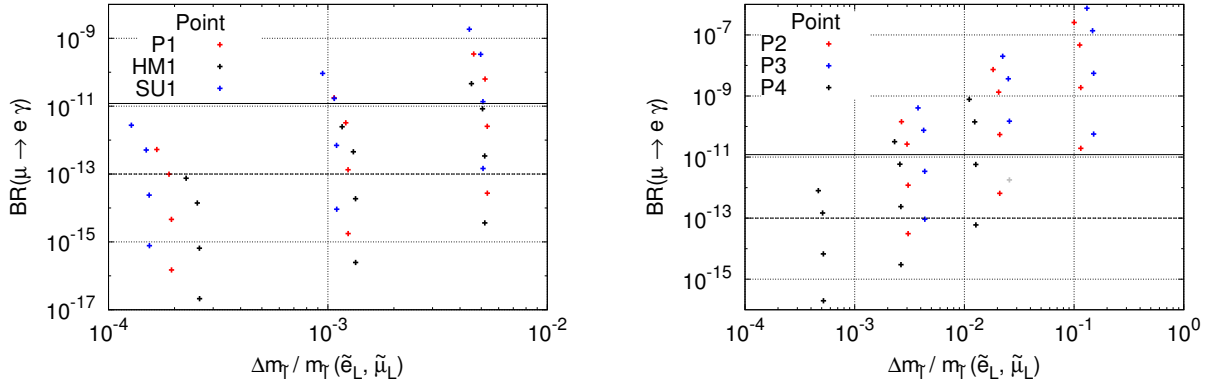 Point
P1
HM1
SU1
10^-9
10^-11
10^-13
10^-15
10^-17
BR(μ → e γ)
10^-4
10^-3
10^-2
Δm_l̃ / m_l̃ (ẽ_L, μ̃_L)
Point
P2
P3
P4
10^-7
10^-9
10^-11
10^-13
10^-15
BR(μ → e γ)
10^-4
10^-3
10^-2
10^-1
10^0
Δm_l̃ / m_l̃ (ẽ_L, μ̃_L)